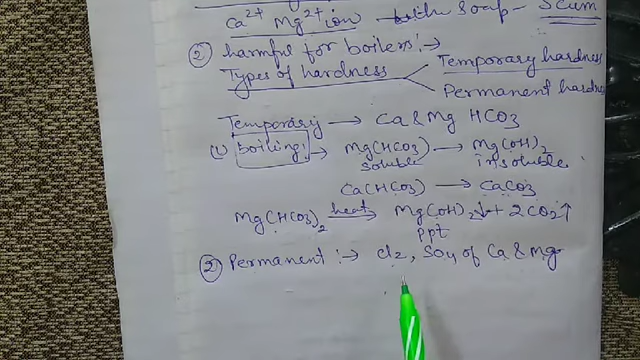 Ca²⁺ Mg²⁺ ion with Soap – Scum
② harmful for boilers :→
Types of hardness Temporary hardness
Permanent hardness
Temporary → Ca & Mg HCO3
(1) boiling: → Mg(HCO3) → Mg(OH)2
soluble insoluble
Ca(HCO3) → CaCO3
Mg(HCO3)2 heat→ Mg(OH)2↓ + 2CO2↑
ppt
② Permanent :→ Cl2, SO4 of Ca & Mg